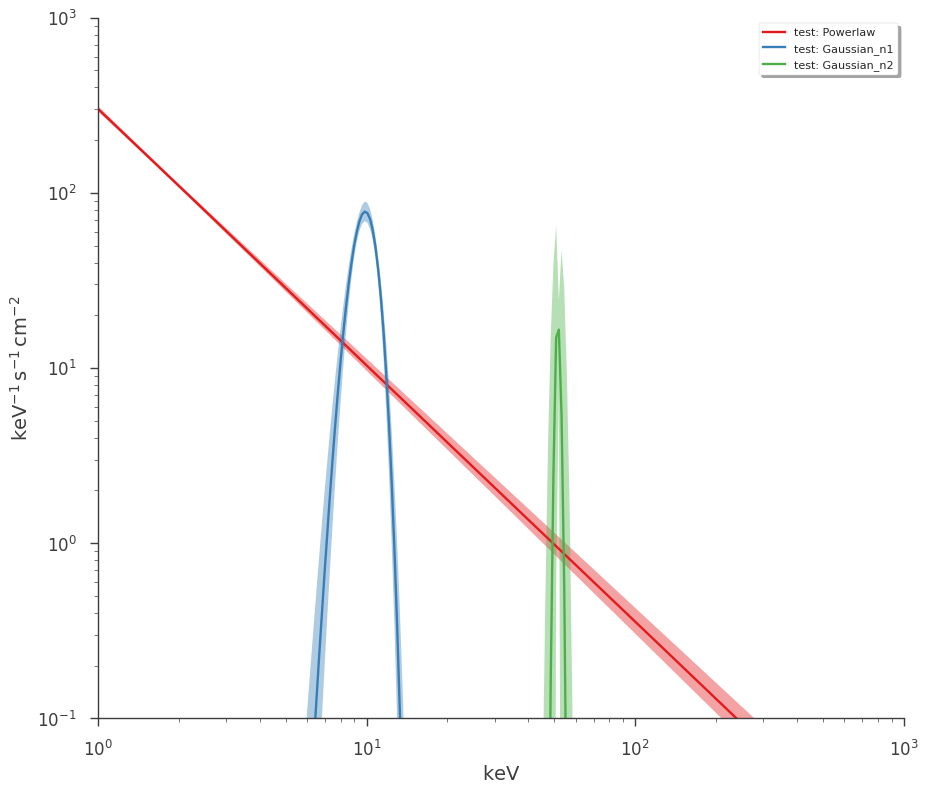 10³
test: Powerlaw
test: Gaussian_n1
test: Gaussian_n2
10²
10¹
10⁰
10⁻¹
keV⁻¹ s⁻¹ cm⁻²
10⁰ 10¹ 10² 10³
keV